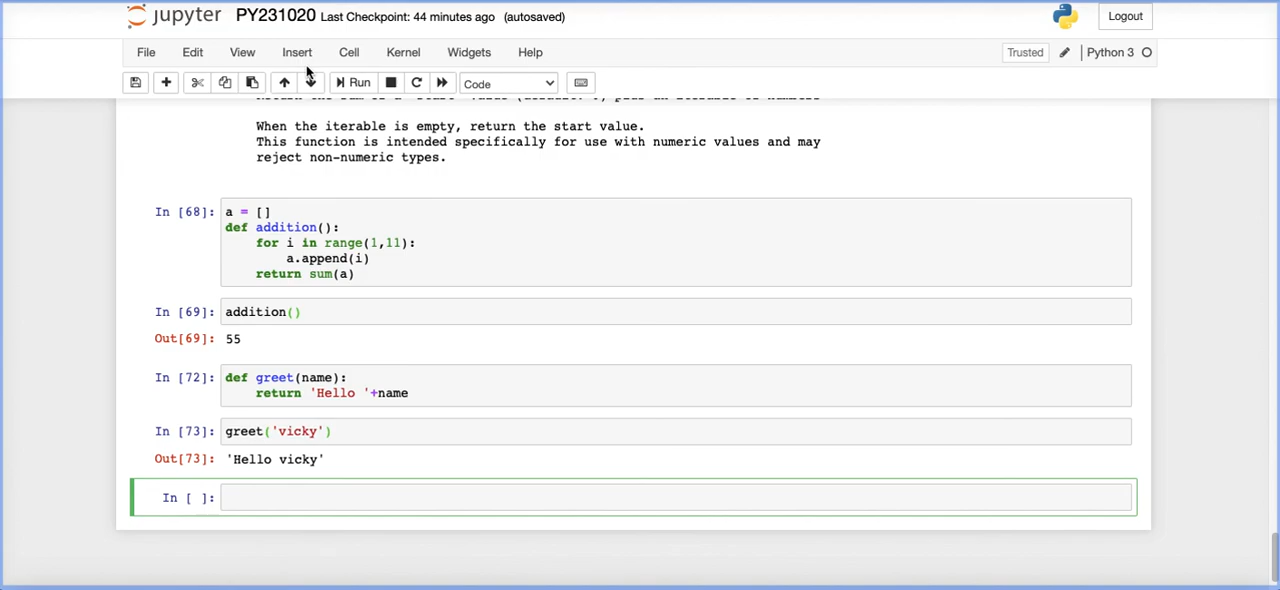 jupyter PY231020 Last Checkpoint: 44 minutes ago (autosaved) Logout
File Edit View Insert Cell Kernel Widgets Help Trusted Python 3
Run Code
When the iterable is empty, return the start value.
This function is intended specifically for use with numeric values and may
reject non-numeric types.
In [68]: a = []
def addition():
for i in range(1,11):
a.append(i)
return sum(a)
In [69]: addition()
Out[69]: 55
In [72]: def greet(name):
return 'Hello '+name
In [73]: greet('vicky')
Out[73]: 'Hello vicky'
In [ ]: